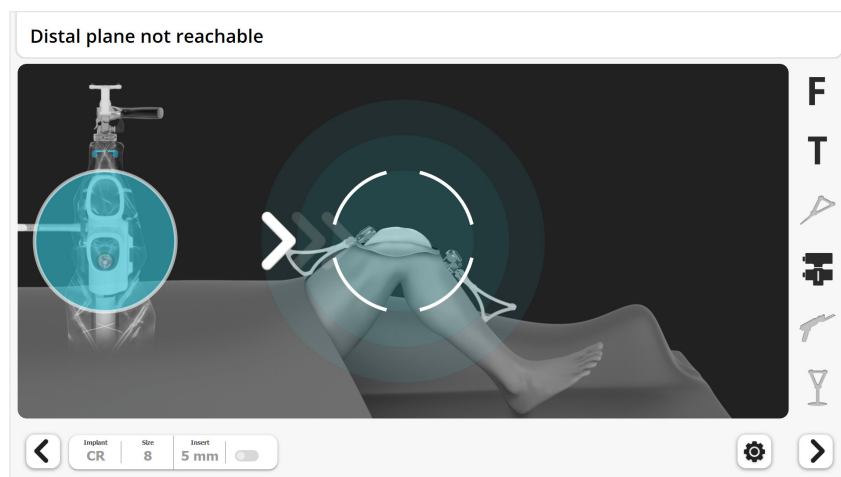 Distal plane not reachable
F
T
Implant Size Insert
CR 8 5 mm